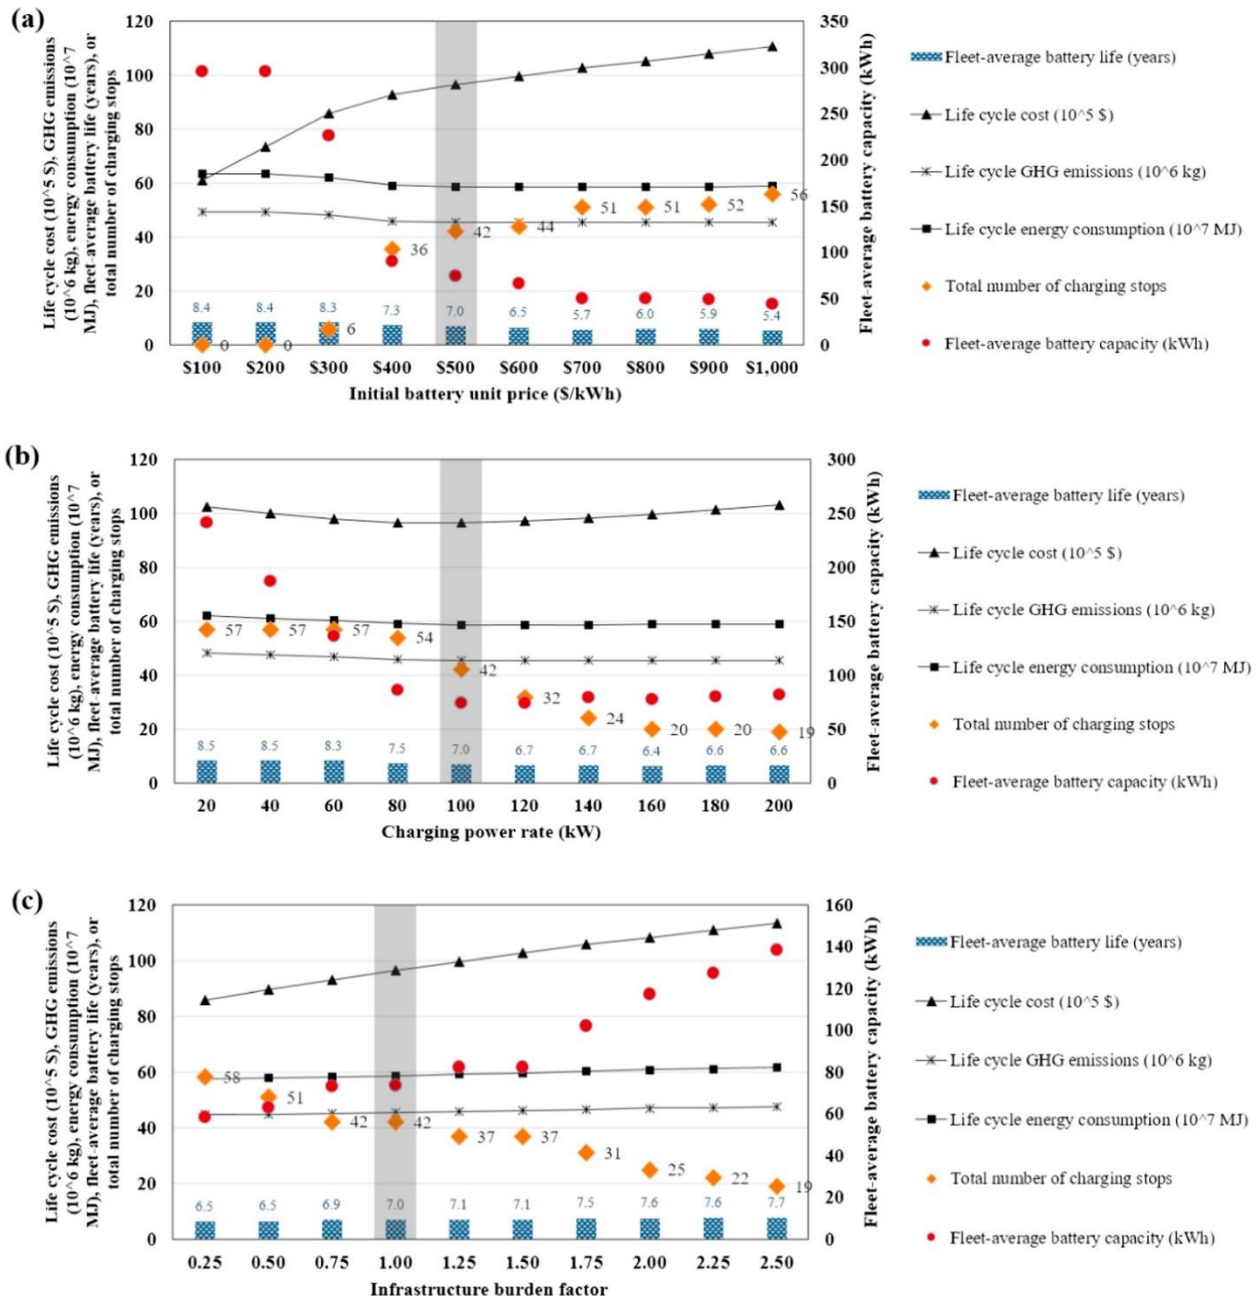 (a)
Life cycle cost (10^5 $), GHG emissions
(10^6 kg), energy consumption (10^7
MJ), fleet-average battery life (years), or
total number of charging stops
120
100
80
60
40
20
0
8.4 8.4 8.3 7.3 7.0 6.5 5.7 6.0 5.9 5.4
0 0 6 36 42 44 51 51 52 56
$100 $200 $300 $400 $500 $600 $700 $800 $900 $1,000
Initial battery unit price ($/kWh)
350
300
250
200
150
100
50
0
Fleet-average battery capacity (kWh)
Fleet-average battery life (years)
Life cycle cost (10^5 $)
Life cycle GHG emissions (10^6 kg)
Life cycle energy consumption (10^7 MJ)
Total number of charging stops
Fleet-average battery capacity (kWh)
(b)
Life cycle cost (10^5 $), GHG emissions
(10^6 kg), energy consumption (10^7
MJ), fleet-average battery life (years), or
total number of charging stops
120
100
80
60
40
20
0
57 57 57 54 42 32 24 20 20 19
8.5 8.5 8.3 7.5 7.0 6.7 6.7 6.4 6.6 6.6
20 40 60 80 100 120 140 160 180 200
Charging power rate (kW)
300
250
200
150
100
50
0
Fleet-average battery capacity (kWh)
Fleet-average battery life (years)
Life cycle cost (10^5 $)
Life cycle GHG emissions (10^6 kg)
Life cycle energy consumption (10^7 MJ)
Total number of charging stops
Fleet-average battery capacity (kWh)
(c)
Life cycle cost (10^5 $), GHG emissions
(10^6 kg), energy consumption (10^7
MJ), fleet-average battery life (years), or
total number of charging stops
120
100
80
60
40
20
0
58 51 42 42 37 37 31 25 22 19
6.5 6.5 6.9 7.0 7.1 7.1 7.5 7.6 7.6 7.7
0.25 0.50 0.75 1.00 1.25 1.50 1.75 2.00 2.25 2.50
Infrastructure burden factor
160
140
120
100
80
60
40
20
0
Fleet-average battery capacity (kWh)
Fleet-average battery life (years)
Life cycle cost (10^5 $)
Life cycle GHG emissions (10^6 kg)
Life cycle energy consumption (10^7 MJ)
Total number of charging stops
Fleet-average battery capacity (kWh)